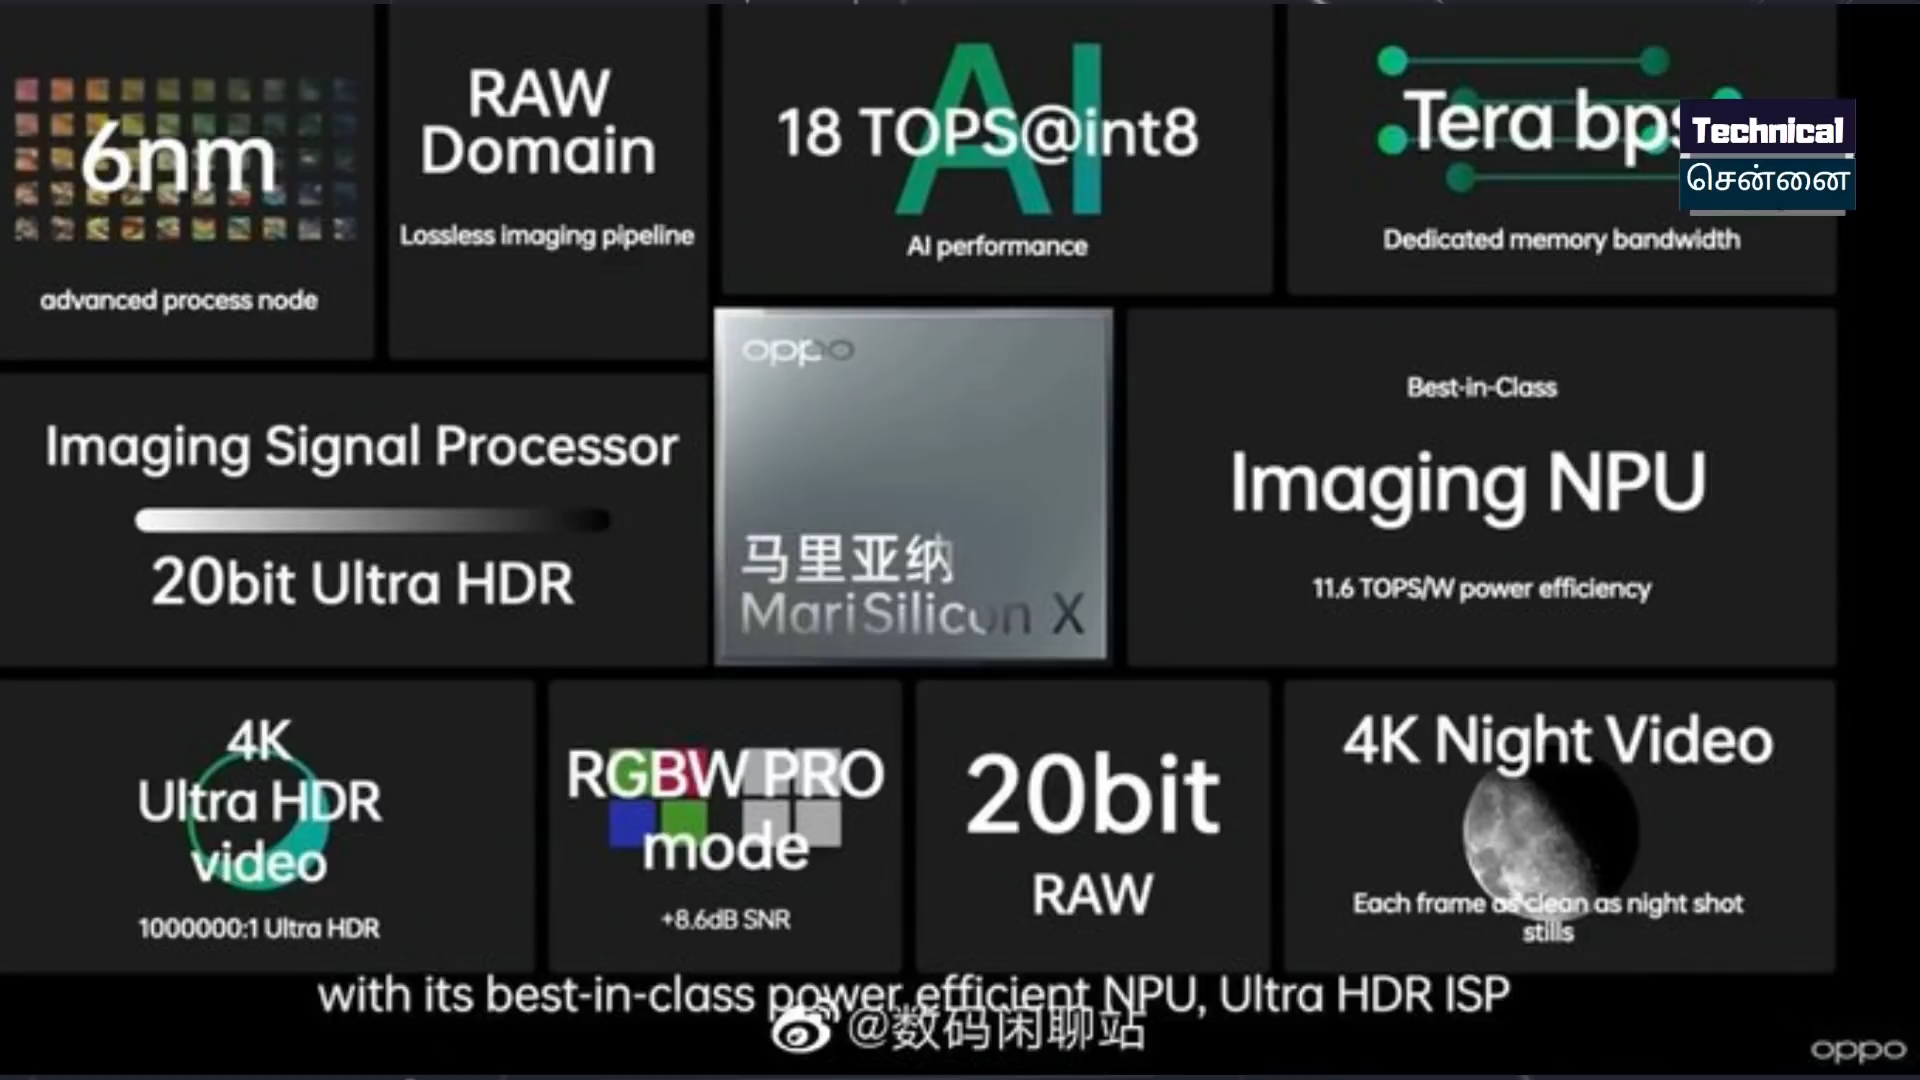 6nm
advanced process node
RAW
Domain
Lossless imaging pipeline
AI
18 TOPS@int8
AI performance
Tera bps
Dedicated memory bandwidth
Technical
சென்னை
Imaging Signal Processor
20bit Ultra HDR
oppo
马里亚纳
MariSilicon X
Best-in-Class
Imaging NPU
11.6 TOPS/W power efficiency
4K
Ultra HDR
video
1000000:1 Ultra HDR
RGBW PRO
mode
+8.6dB SNR
20bit
RAW
4K Night Video
Each frame as clean as night shot
stills
with its best-in-class power efficient NPU, Ultra HDR ISP
@数码闲聊站
oppo